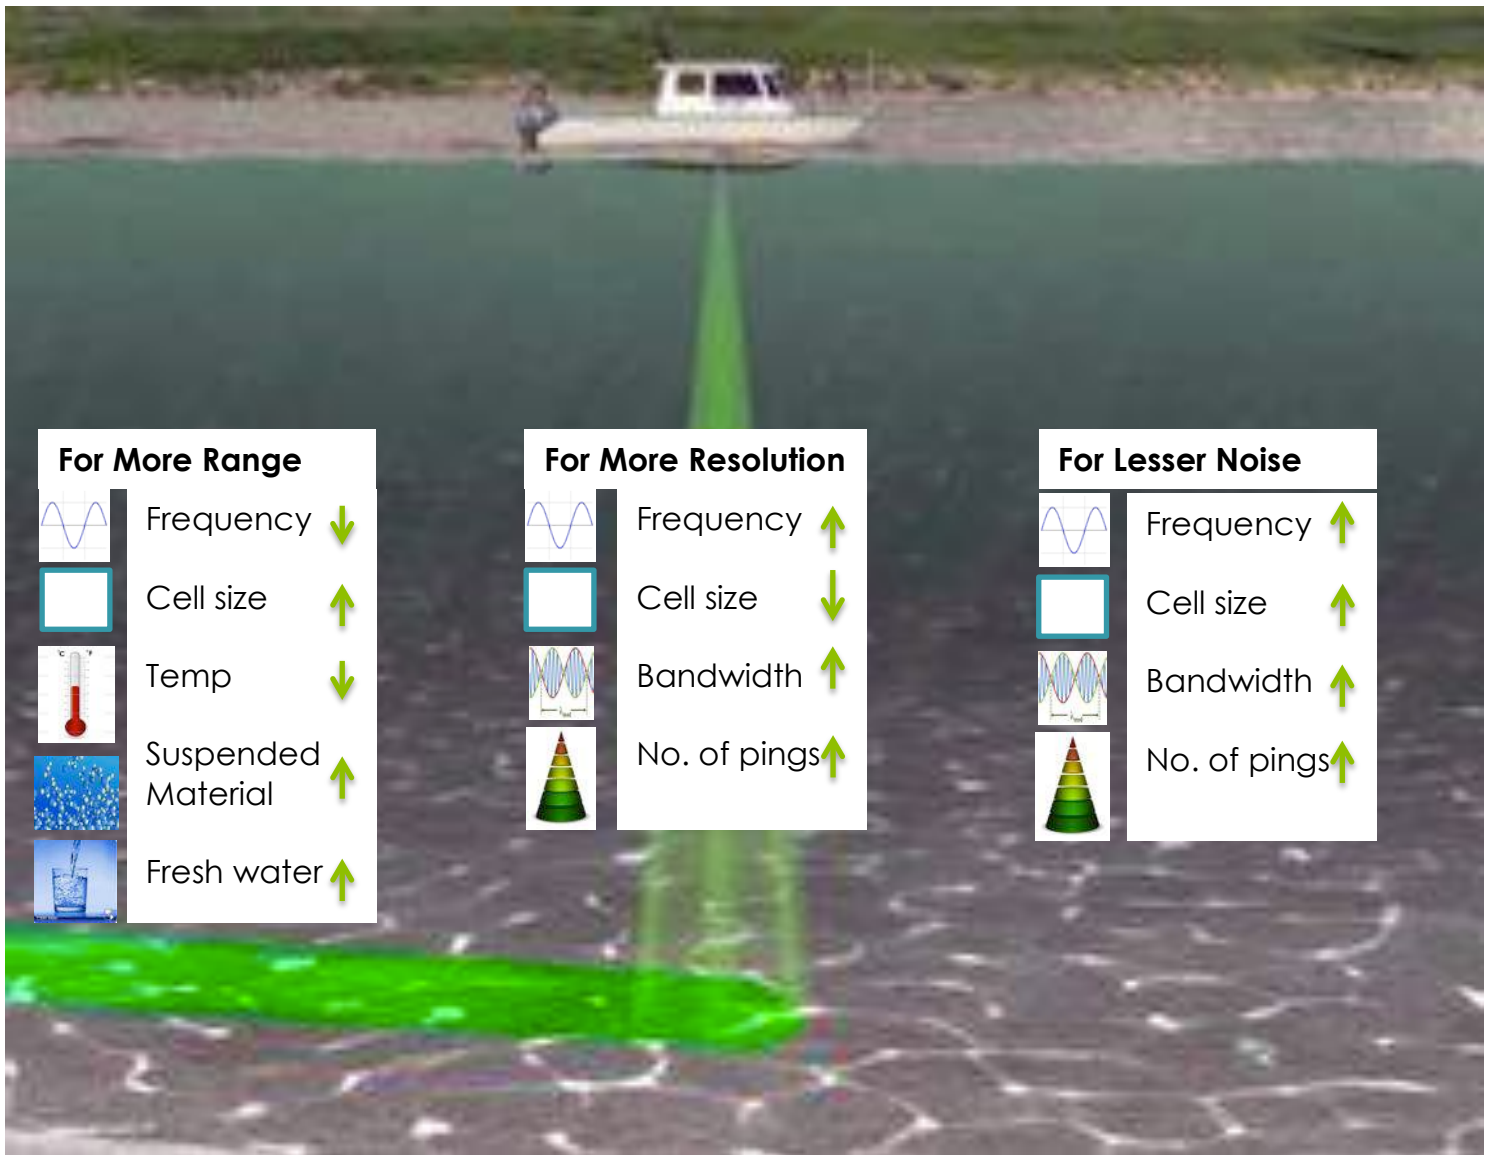 For More Range
Frequency
Cell size
Temp
Suspended
Material
Fresh water
For More Resolution
Frequency
Cell size
Bandwidth
No. of pings
For Lesser Noise
Frequency
Cell size
Bandwidth
No. of pings